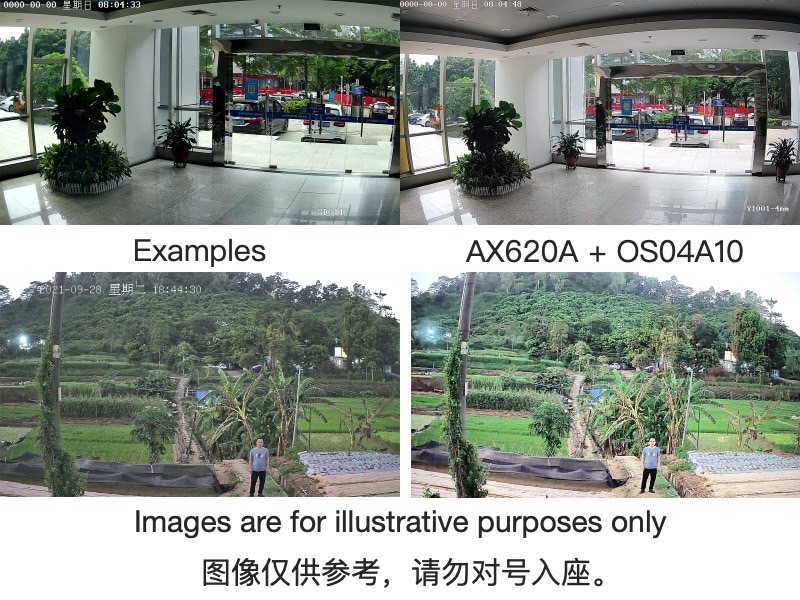 0000-00-00 星期日 08:04:33
0000-00-00 星期日 08:04:48
Y1001-4mm
Examples
AX620A + OS04A10
2021-09-28 星期二 18:44:30
Images are for illustrative purposes only
图像仅供参考，请勿对号入座。